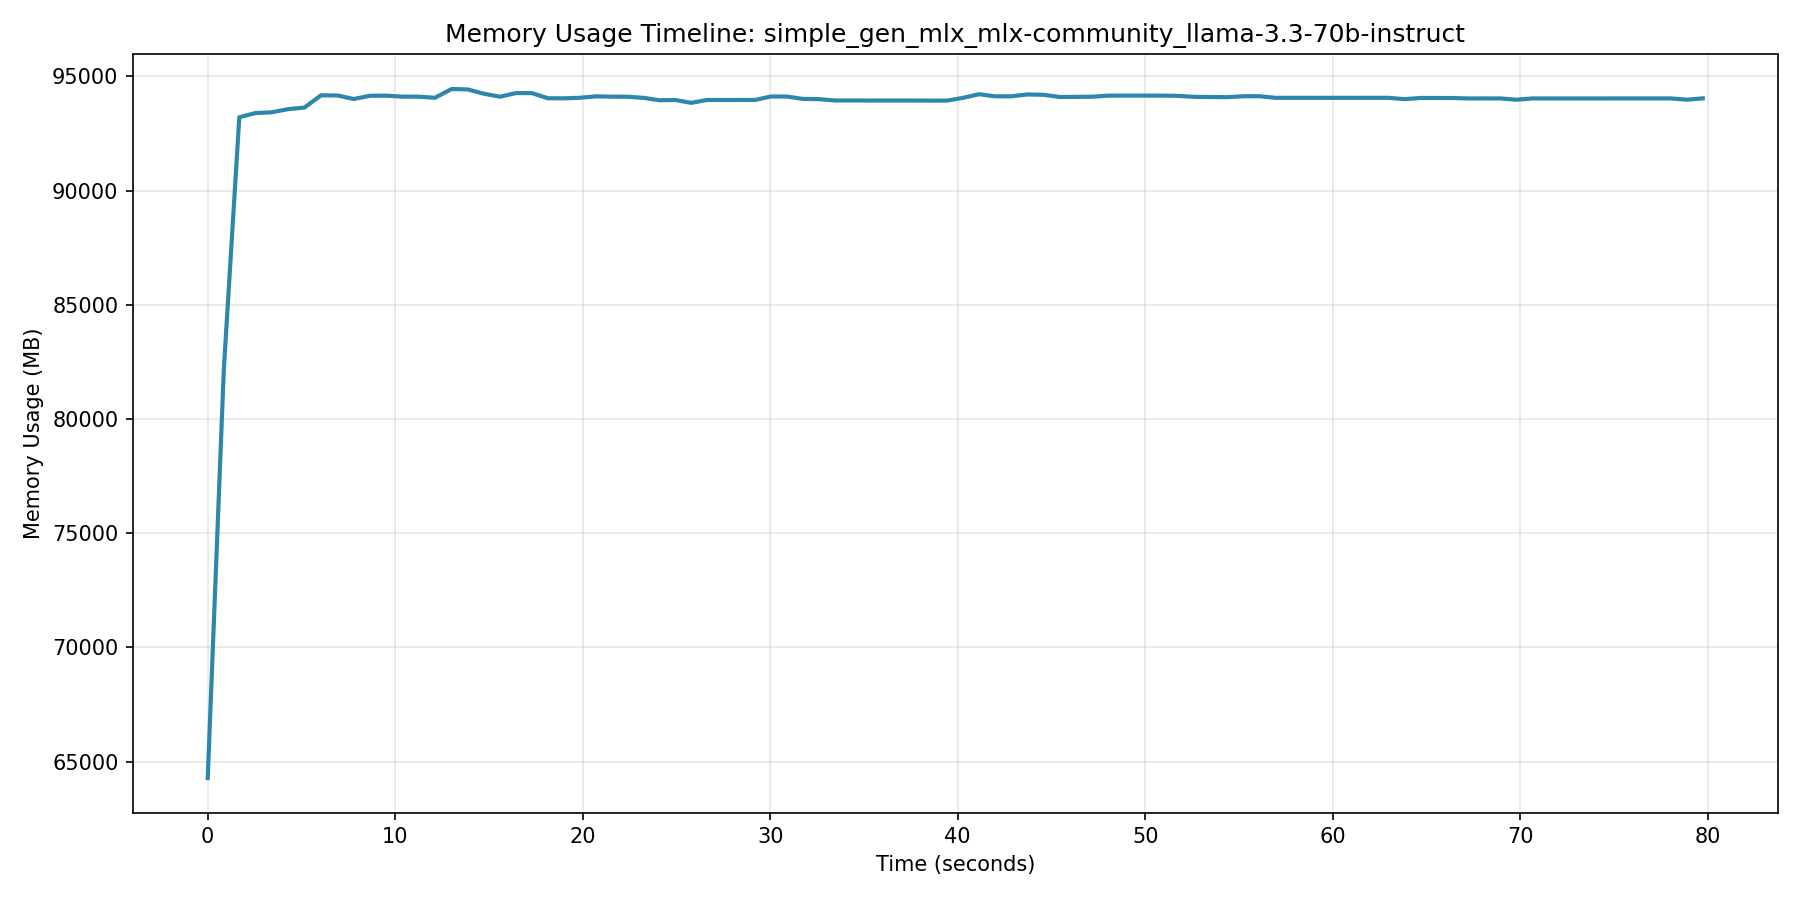 Memory Usage Timeline: simple_gen_mlx_mlx-community_llama-3.3-70b-instruct
95000
90000
85000
80000
75000
70000
65000
Memory Usage (MB)
0 10 20 30 40 50 60 70 80
Time (seconds)